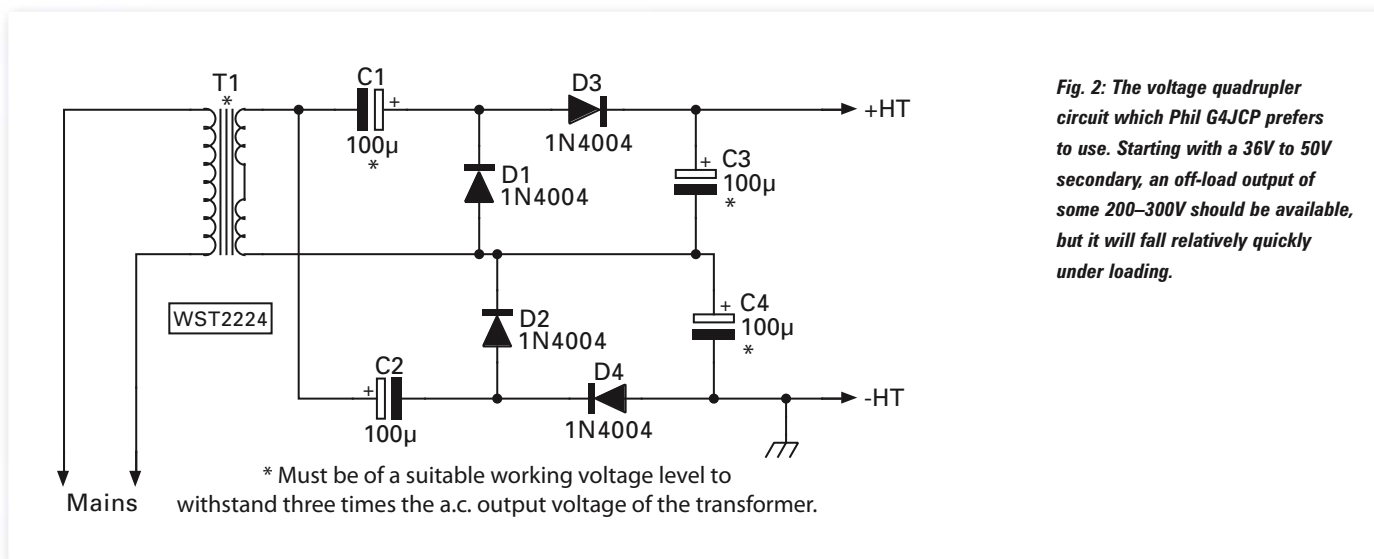 T1
*
C1
+
100µ
*
D3
1N4004
+HT
D1
1N4004
+ C3
100µ
*
WST2224
D2
1N4004
+ C4
100µ
*
C2
+
100µ
D4
1N4004
-HT
Mains
* Must be of a suitable working voltage level to
withstand three times the a.c. output voltage of the transformer.
Fig. 2: The voltage quadrupler
circuit which Phil G4JCP prefers
to use. Starting with a 36V to 50V
secondary, an off-load output of
some 200–300V should be available,
but it will fall relatively quickly
under loading.